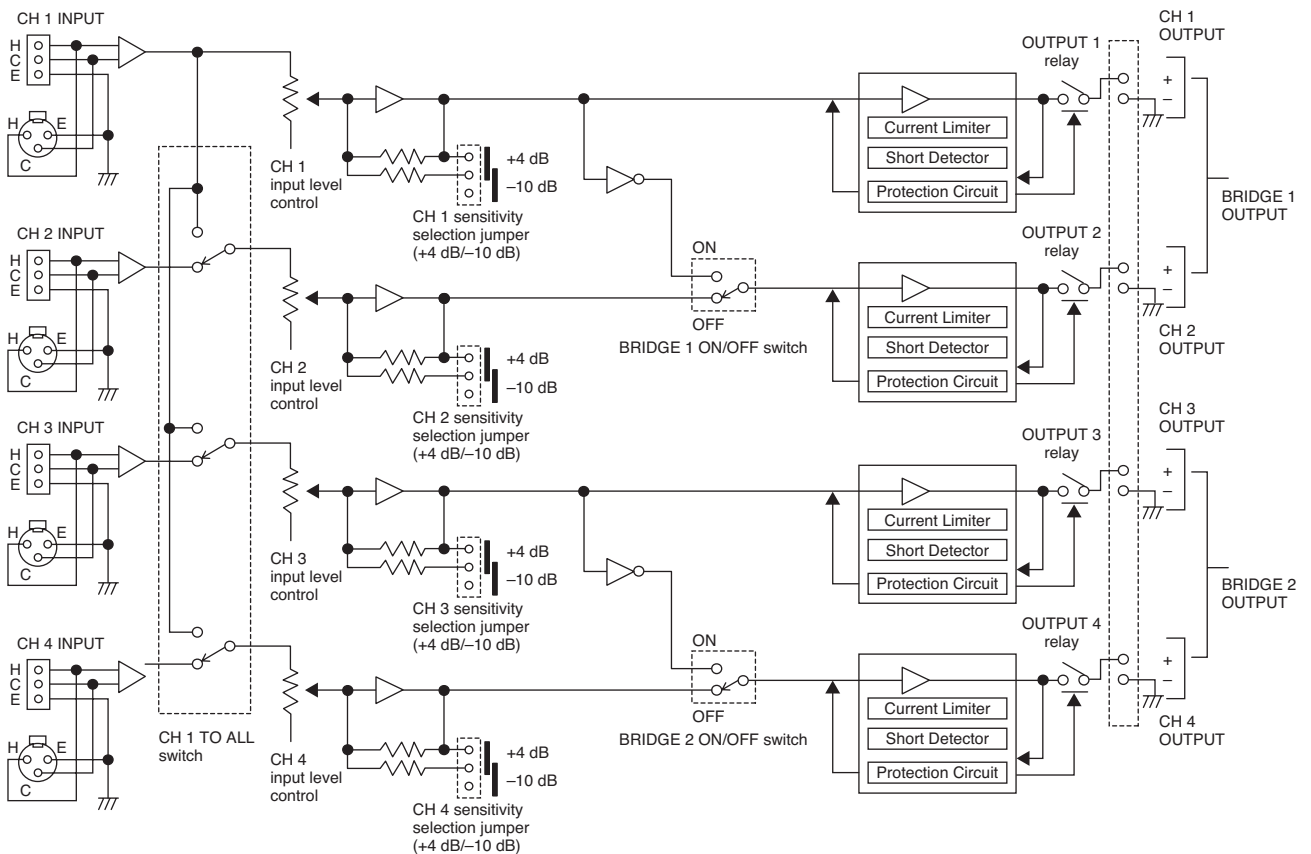 CH 1 INPUT
H
C
E
H E
C
CH 1
input level
control
+4 dB
–10 dB
CH 1 sensitivity
selection jumper
(+4 dB/–10 dB)
Current Limiter
Short Detector
Protection Circuit
OUTPUT 1
relay
CH 1
OUTPUT
+
–
BRIDGE 1
OUTPUT
CH 2 INPUT
H
C
E
H E
C
CH 2
input level
control
+4 dB
–10 dB
CH 2 sensitivity
selection jumper
(+4 dB/–10 dB)
ON
OFF
BRIDGE 1 ON/OFF switch
Current Limiter
Short Detector
Protection Circuit
OUTPUT 2
relay
+
–
CH 2
OUTPUT
CH 3 INPUT
H
C
E
H E
C
CH 3
input level
control
+4 dB
–10 dB
CH 3 sensitivity
selection jumper
(+4 dB/–10 dB)
Current Limiter
Short Detector
Protection Circuit
OUTPUT 3
relay
CH 3
OUTPUT
+
–
BRIDGE 2
OUTPUT
CH 4 INPUT
H
C
E
H E
C
CH 1 TO ALL
switch
CH 4
input level
control
+4 dB
–10 dB
CH 4 sensitivity
selection jumper
(+4 dB/–10 dB)
ON
OFF
BRIDGE 2 ON/OFF switch
Current Limiter
Short Detector
Protection Circuit
OUTPUT 4
relay
+
–
CH 4
OUTPUT